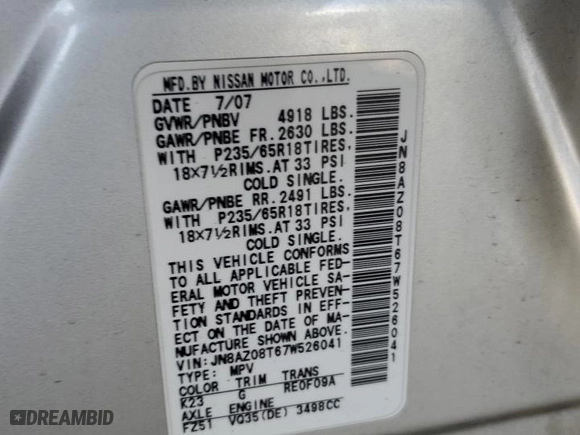 MFD.BY NISSAN MOTOR CO.,LTD.
DATE 7/07
GVWR/PNBV 4918 LBS.
GAWR/PNBE FR. 2630 LBS.
WITH P235/65R18TIRES,
18×7½RIMS.AT 33 PSI
COLD SINGLE.
GAWR/PNBE RR. 2491 LBS.
WITH P235/65R18TIRES,
18×7½RIMS.AT 33 PSI
COLD SINGLE.
THIS VEHICLE CONFORMS
TO ALL APPLICABLE FED-
ERAL MOTOR VEHICLE SA-
FETY AND THEFT PREVEN-
TION STANDARDS IN EFF-
ECT ON THE DATE OF MA-
NUFACTURE SHOWN ABOVE.
VIN:JN8AZ08T67W526041
TYPE: MPV
COLOR TRIM TRANS
K23 G RE0F09A
AXLE ENGINE
FZ51 VQ35(DE) 3498CC
JN8AZ08T67W526041
DREAMBID